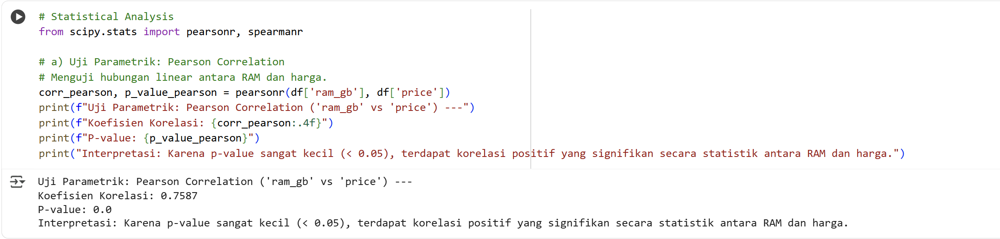 # Statistical Analysis
from scipy.stats import pearsonr, spearmanr
# a) Uji Parametrik: Pearson Correlation
# Menguji hubungan linear antara RAM dan harga.
corr_pearson, p_value_pearson = pearsonr(df['ram_gb'], df['price'])
print(f"Uji Parametrik: Pearson Correlation ('ram_gb' vs 'price') ---")
print(f"Koefisien Korelasi: {corr_pearson:.4f}")
print(f"P-value: {p_value_pearson}")
print("Interpretasi: Karena p-value sangat kecil (< 0.05), terdapat korelasi positif yang signifikan secara statistik antara RAM dan harga.")
Uji Parametrik: Pearson Correlation ('ram_gb' vs 'price') ---
Koefisien Korelasi: 0.7587
P-value: 0.0
Interpretasi: Karena p-value sangat kecil (< 0.05), terdapat korelasi positif yang signifikan secara statistik antara RAM dan harga.